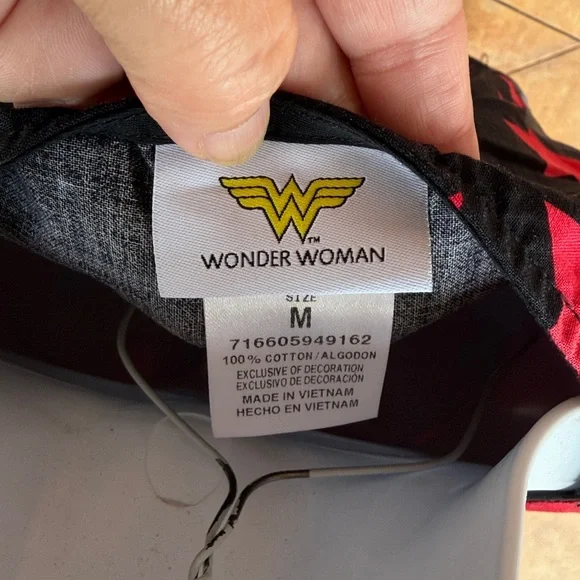 TM
WONDER WOMAN
SIZE
M
716605949162
100% COTTON/ALGODON
EXCLUSIVE OF DECORATION
EXCLUSIVO DE DECORACIÓN
MADE IN VIETNAM
HECHO EN VIETNAM